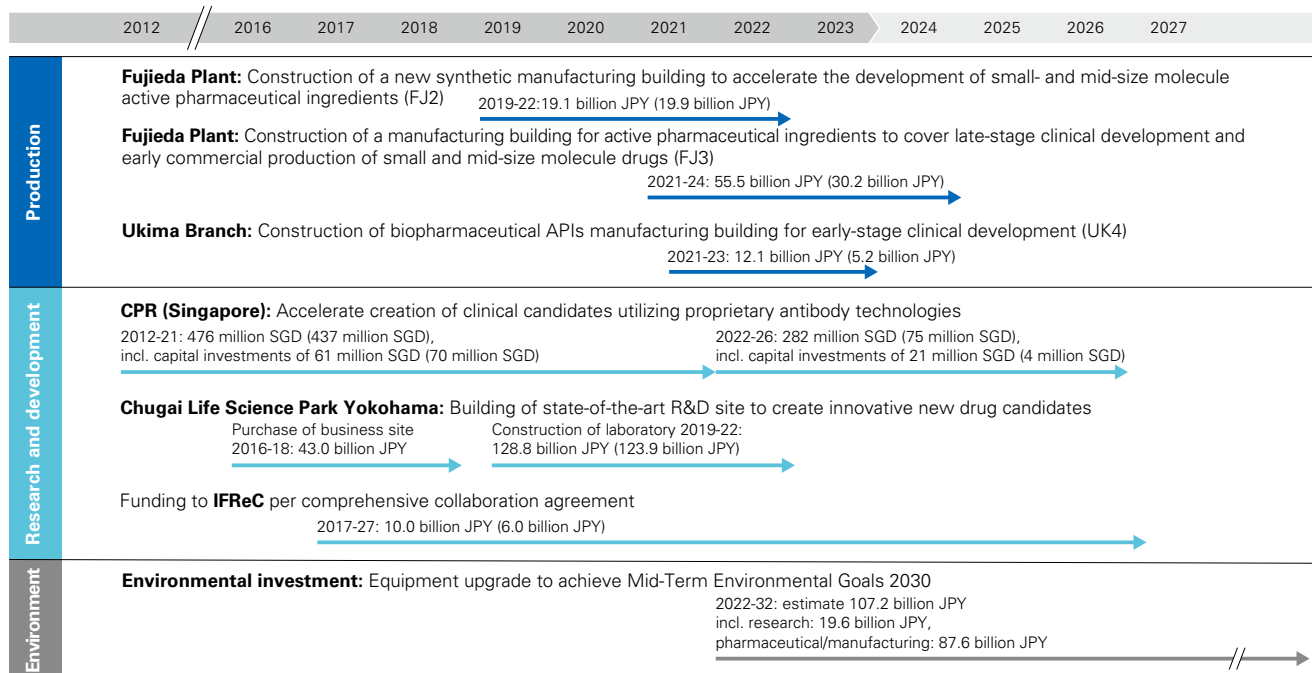 2012 2016 2017 2018 2019 2020 2021 2022 2023 2024 2025 2026 2027
Production
Fujieda Plant: Construction of a new synthetic manufacturing building to accelerate the development of small- and mid-size molecule
active pharmaceutical ingredients (FJ2)
2019-22:19.1 billion JPY (19.9 billion JPY)
Fujieda Plant: Construction of a manufacturing building for active pharmaceutical ingredients to cover late-stage clinical development and
early commercial production of small and mid-size molecule drugs (FJ3)
2021-24: 55.5 billion JPY (30.2 billion JPY)
Ukima Branch: Construction of biopharmaceutical APIs manufacturing building for early-stage clinical development (UK4)
2021-23: 12.1 billion JPY (5.2 billion JPY)
Research and development
CPR (Singapore): Accelerate creation of clinical candidates utilizing proprietary antibody technologies
2012-21: 476 million SGD (437 million SGD),
incl. capital investments of 61 million SGD (70 million SGD)
2022-26: 282 million SGD (75 million SGD),
incl. capital investments of 21 million SGD (4 million SGD)
Chugai Life Science Park Yokohama: Building of state-of-the-art R&D site to create innovative new drug candidates
Purchase of business site
2016-18: 43.0 billion JPY
Construction of laboratory 2019-22:
128.8 billion JPY (123.9 billion JPY)
Funding to IFReC per comprehensive collaboration agreement
2017-27: 10.0 billion JPY (6.0 billion JPY)
Environment
Environmental investment: Equipment upgrade to achieve Mid-Term Environmental Goals 2030
2022-32: estimate 107.2 billion JPY
incl. research: 19.6 billion JPY,
pharmaceutical/manufacturing: 87.6 billion JPY